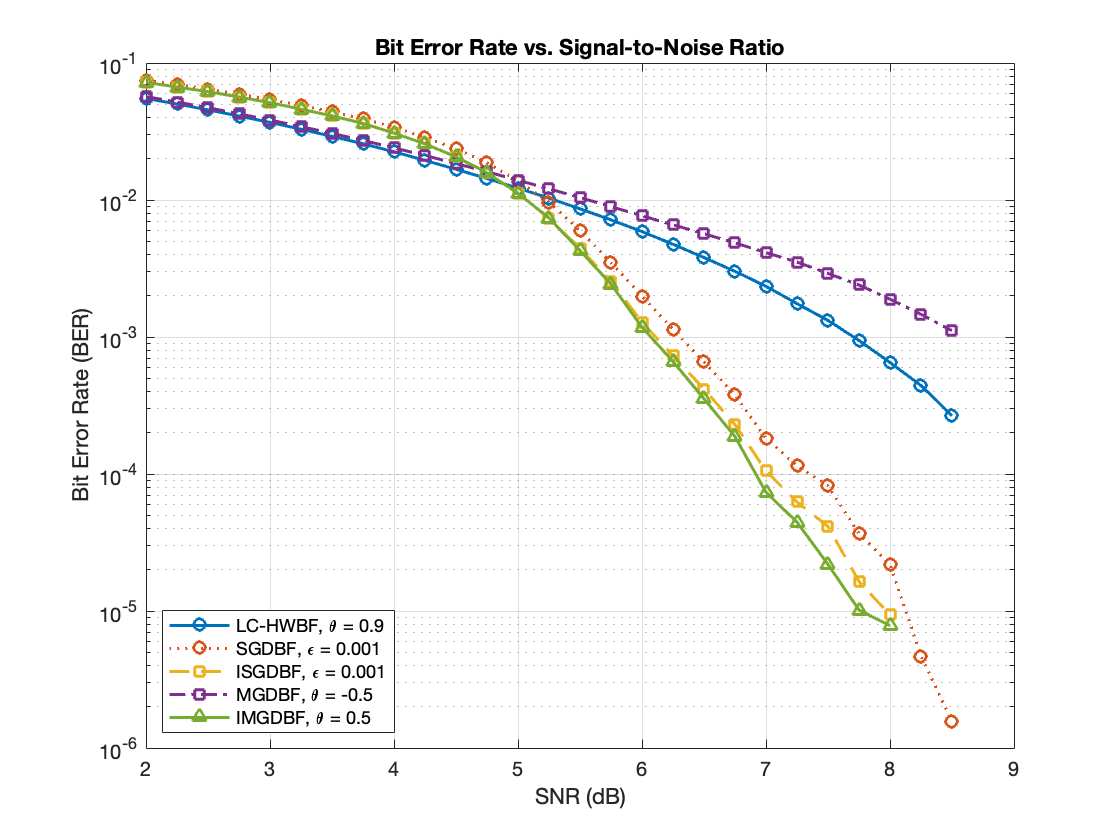 Bit Error Rate vs. Signal-to-Noise Ratio
10^-1
10^-2
10^-3
10^-4
10^-5
10^-6
Bit Error Rate (BER)
LC-HWBF, θ = 0.9
SGDBF, ϵ = 0.001
ISGDBF, ϵ = 0.001
MGDBF, θ = -0.5
IMGDBF, θ = 0.5
2 3 4 5 6 7 8 9
SNR (dB)